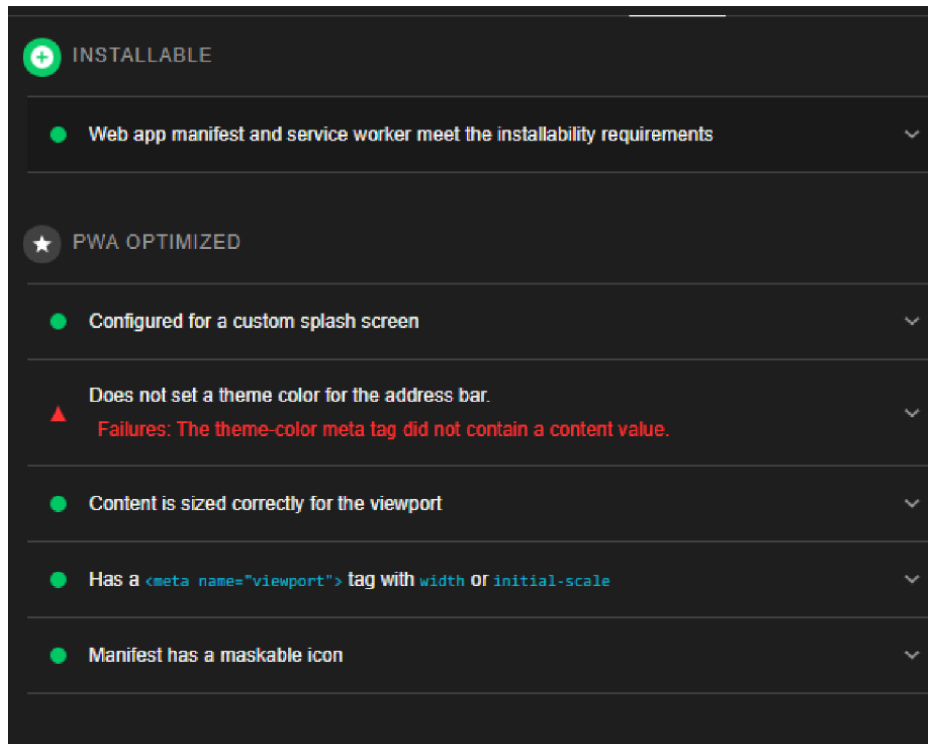 INSTALLABLE
Web app manifest and service worker meet the installability requirements
PWA OPTIMIZED
Configured for a custom splash screen
Does not set a theme color for the address bar.
Failures: The theme-color meta tag did not contain a content value.
Content is sized correctly for the viewport
Has a <meta name="viewport"> tag with width or initial-scale
Manifest has a maskable icon